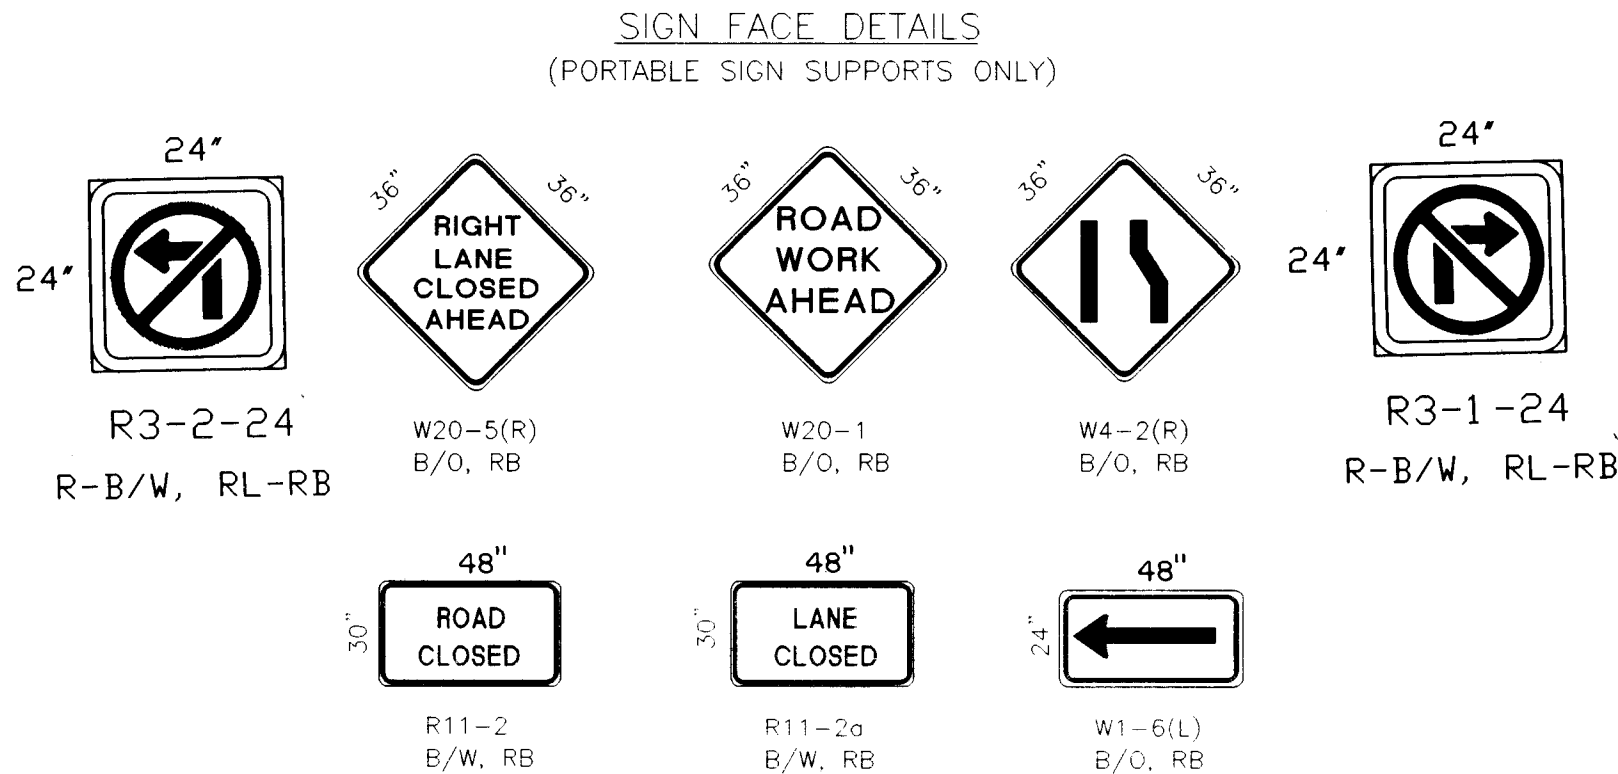 SIGN FACE DETAILS
(PORTABLE SIGN SUPPORTS ONLY)
24"
24"
R3-2-24
R-B/W, RL-RB
36"
36"
RIGHT
LANE
CLOSED
AHEAD
W20-5(R)
B/O, RB
36"
36"
ROAD
WORK
AHEAD
W20-1
B/O, RB
36"
36"
W4-2(R)
B/O, RB
24"
24"
R3-1-24
R-B/W, RL-RB
48"
30"
ROAD
CLOSED
R11-2
B/W, RB
48"
30"
LANE
CLOSED
R11-2a
B/W, RB
48"
24"
W1-6(L)
B/O, RB